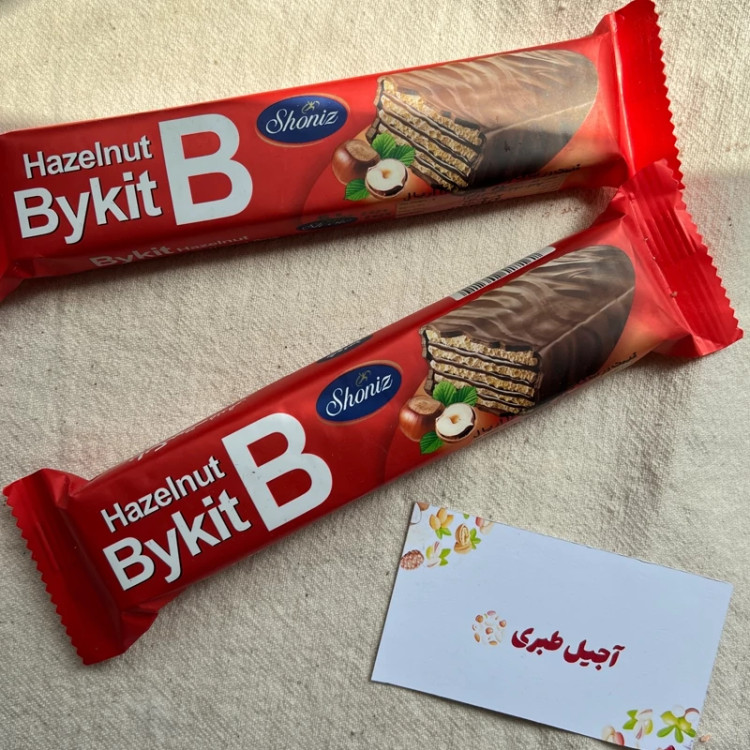 Hazelnut
Bykit B
Shoniz
Bykit Hazelnut
Hazelnut
Bykit B
Shoniz
آجیل طبری